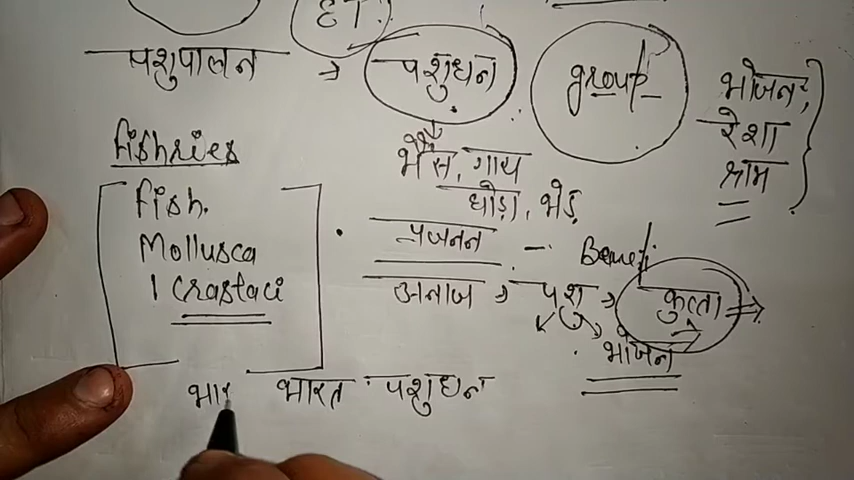 पशुपालन → पशुधन
group
भोजन,
रेशा
श्रम
fishries
fish.
Mollusca
Crastaci
भैंस, गाय
घोड़ा, भेड़
प्रजनन -
Benefi
अनाज → पशु → कुत्ता ⇒
भोजन
भार भारत पशुधन